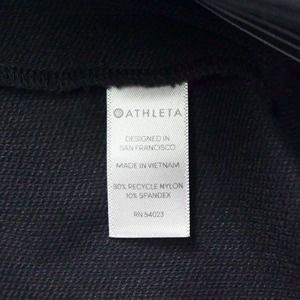 ATHLETA
DESIGNED IN
SAN FRANCISCO
MADE IN VIETNAM
90% RECYCLE NYLON
10% SPANDEX
RN 54023